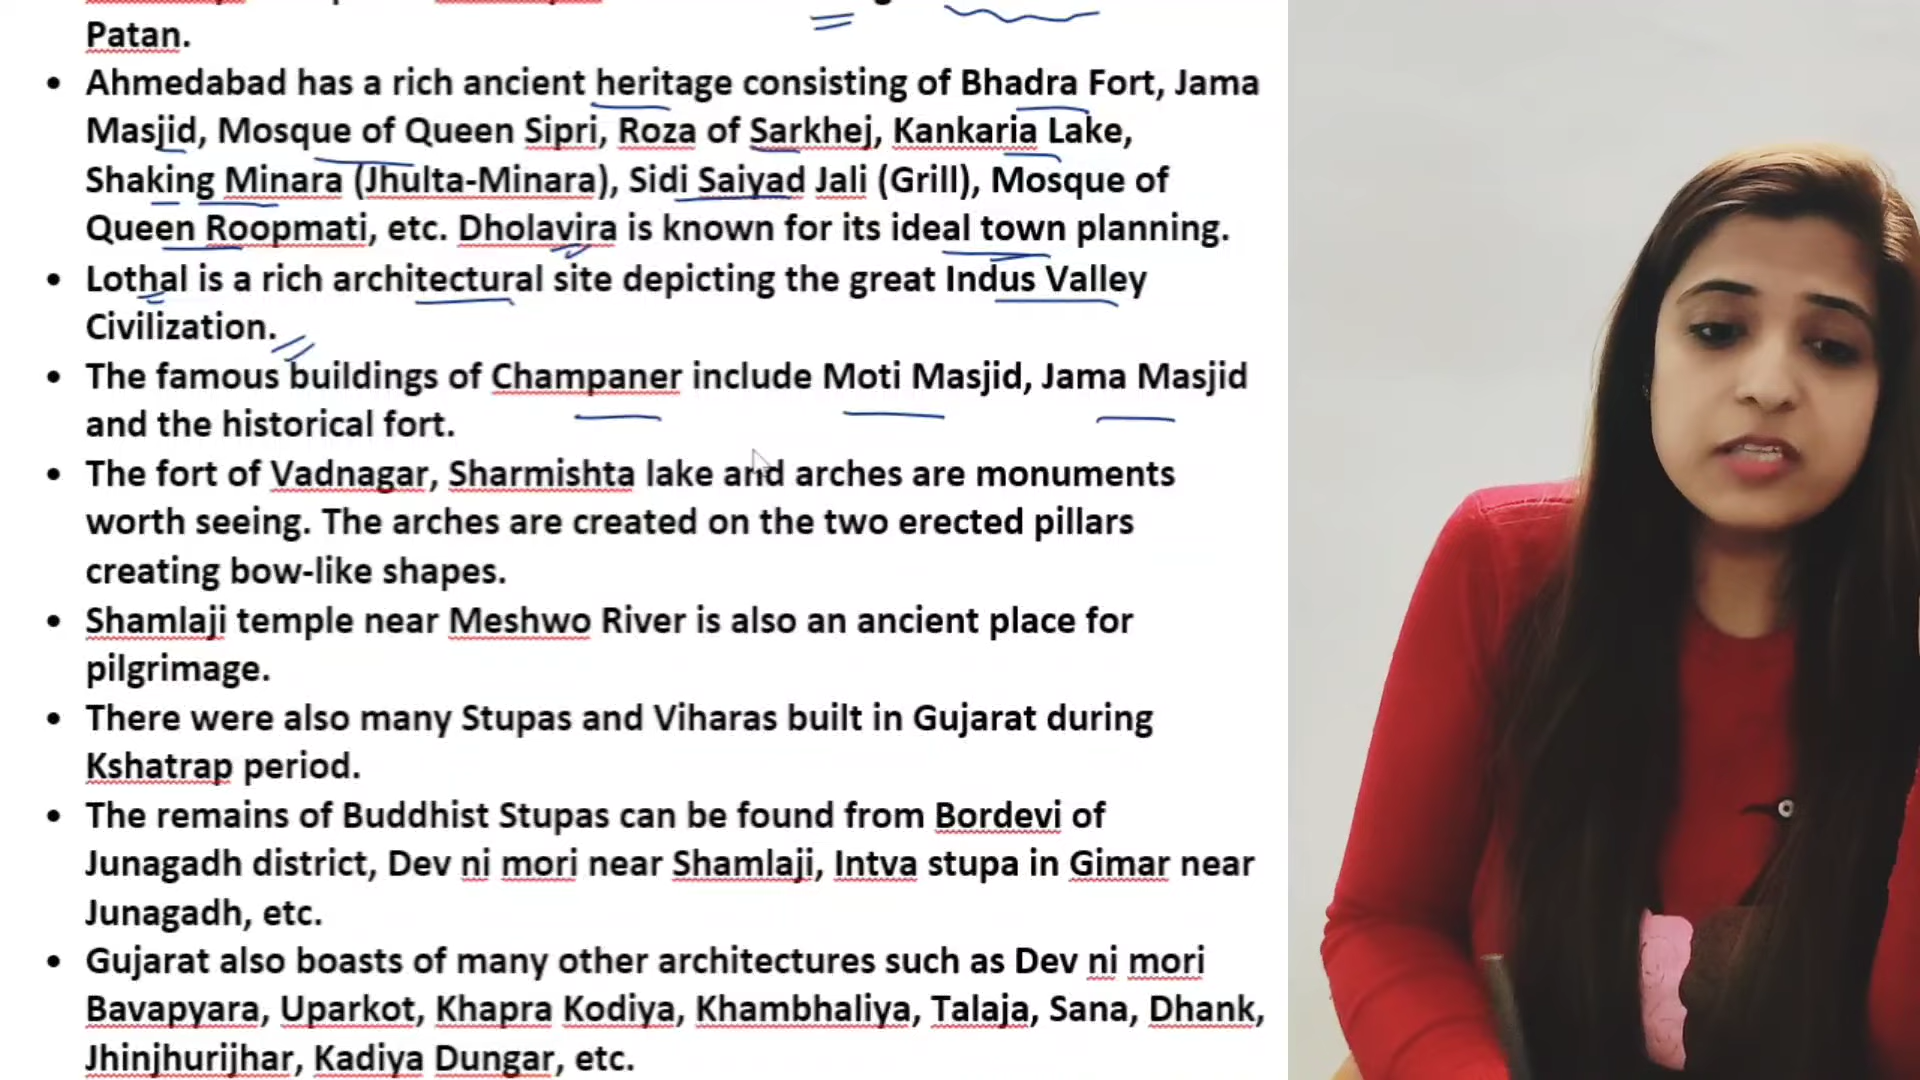 Patan.
• Ahmedabad has a rich ancient heritage consisting of Bhadra Fort, Jama
Masjid, Mosque of Queen Sipri, Roza of Sarkhej, Kankaria Lake,
Shaking Minara (Jhulta-Minara), Sidi Saiyad Jali (Grill), Mosque of
Queen Roopmati, etc. Dholavira is known for its ideal town planning.
• Lothal is a rich architectural site depicting the great Indus Valley
Civilization.
• The famous buildings of Champaner include Moti Masjid, Jama Masjid
and the historical fort.
• The fort of Vadnagar, Sharmishta lake and arches are monuments
worth seeing. The arches are created on the two erected pillars
creating bow-like shapes.
• Shamlaji temple near Meshwo River is also an ancient place for
pilgrimage.
• There were also many Stupas and Viharas built in Gujarat during
Kshatrap period.
• The remains of Buddhist Stupas can be found from Bordevi of
Junagadh district, Dev ni mori near Shamlaji, Intva stupa in Gimar near
Junagadh, etc.
• Gujarat also boasts of many other architectures such as Dev ni mori
Bavapyara, Uparkot, Khapra Kodiya, Khambhaliya, Talaja, Sana, Dhank,
Jhinjhurijhar, Kadiya Dungar, etc.